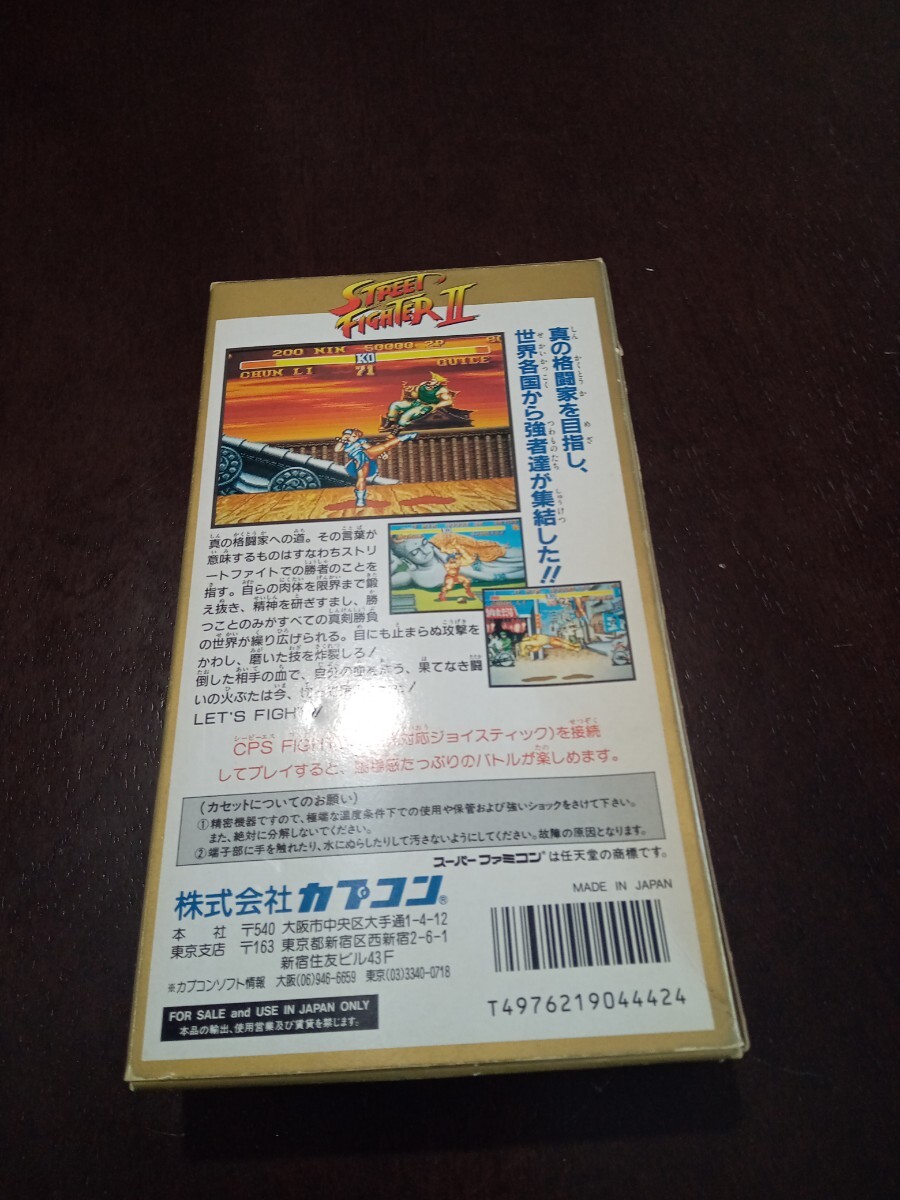 STREET
FIGHTER II
200 MIN 50000 2P
KO
CHUN LI 71 GUILE
真の格闘家を目指し、
世界各国から強者達が集結した!!
真の格闘家への道。その言葉が
意味するものはすなわちストリ
ートファイトでの勝者のことを
指す。自らの肉体を限界まで鍛
え抜き、精神を研ぎすまし、勝
つことのみがすべての真剣勝負
の世界が繰り広げられる。目にも止まらぬ攻撃を
かわし、磨いた技を炸裂しろ!
倒した相手の血で、自分の
う、果てなき闘
いの火ぶたは今、
LET'S FIGHT
CPS FIGHT
対応ジョイスティック)を接続
してプレイすると、
感たっぷりのバトルが楽しめます。
(カセットについてのお願い)
①精密機器ですので、極端な温度条件下での使用や保管および強いショックをさけて下さい。
また、絶対に分解しないでください。
②端子部に手を触れたり、水にぬらしたりして汚さないようにしてください。故障の原因となります。
スーパーファミコン®は任天堂の商標です。
株式会社カプコン®
MADE IN JAPAN
本 社 〒540 大阪市中央区大手通1-4-12
東京支店 〒163 東京都新宿区西新宿2-6-1
新宿住友ビル43F
※カプコンソフト情報 大阪(06)946-6659 東京(03)3340-0718
FOR SALE and USE IN JAPAN ONLY
本品の輸出、使用営業及び賃貸を禁じます。
T4976219044424